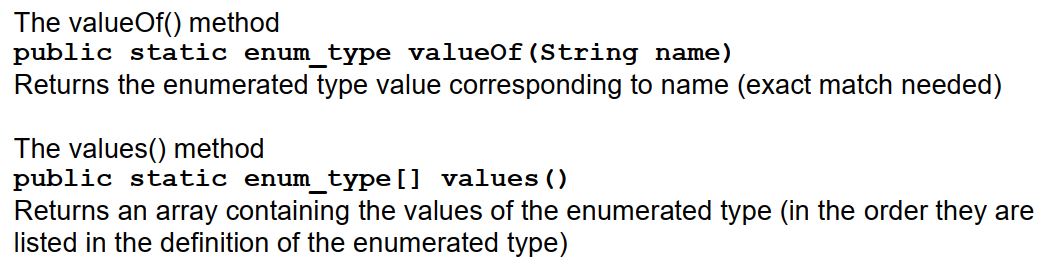 The valueOf() method
public static enum_type valueOf(String name)
Returns the enumerated type value corresponding to name (exact match needed)
The values() method
public static enum_type[] values()
Returns an array containing the values of the enumerated type (in the order they are
listed in the definition of the enumerated type)